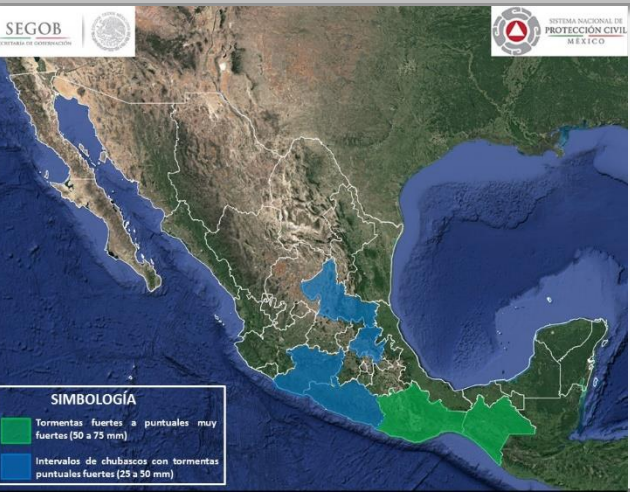 SEGOB
SECRETARÍA DE GOBERNACIÓN
SISTEMA NACIONAL DE
PROTECCIÓN CIVIL
MÉXICO
SIMBOLOGÍA
Tormentas fuertes a puntuales muy
fuertes (50 a 75 mm)
Intervalos de chubascos con tormentas
puntuales fuertes (25 a 50 mm)